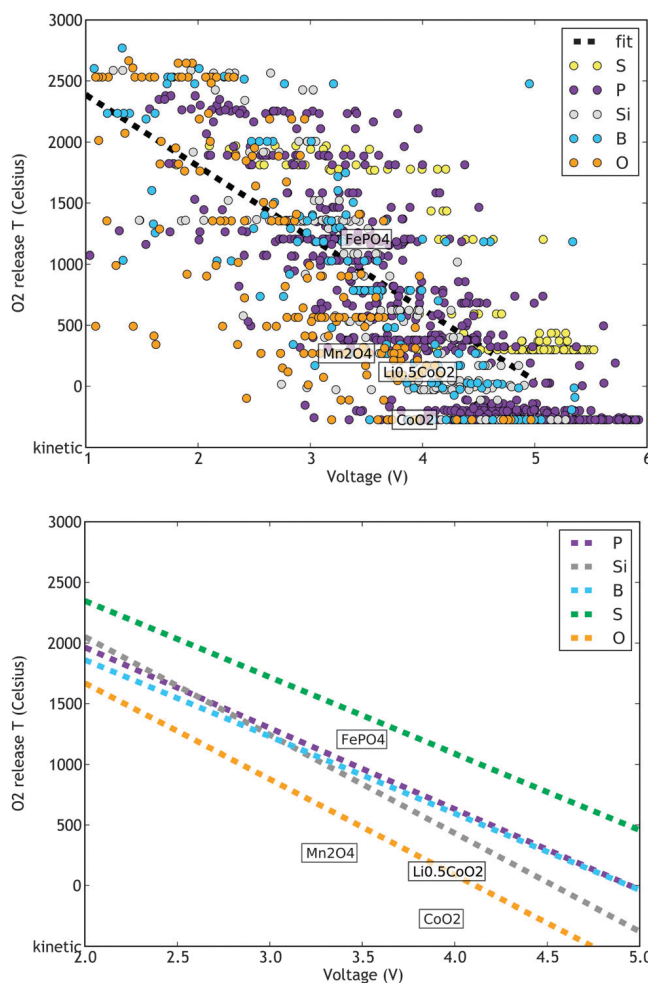 3000
2500
2000
1500
1000
500
0
kinetic
O2 release T (Celsius)
fit
S
P
Si
B
O
FePO4
Mn2O4
Li0.5CoO2
CoO2
1 2 3 4 5 6
Voltage (V)
3000
2500
2000
1500
1000
500
0
kinetic
O2 release T (Celsius)
P
Si
B
S
O
FePO4
Mn2O4
Li0.5CoO2
CoO2
2.0 2.5 3.0 3.5 4.0 4.5 5.0
Voltage (V)